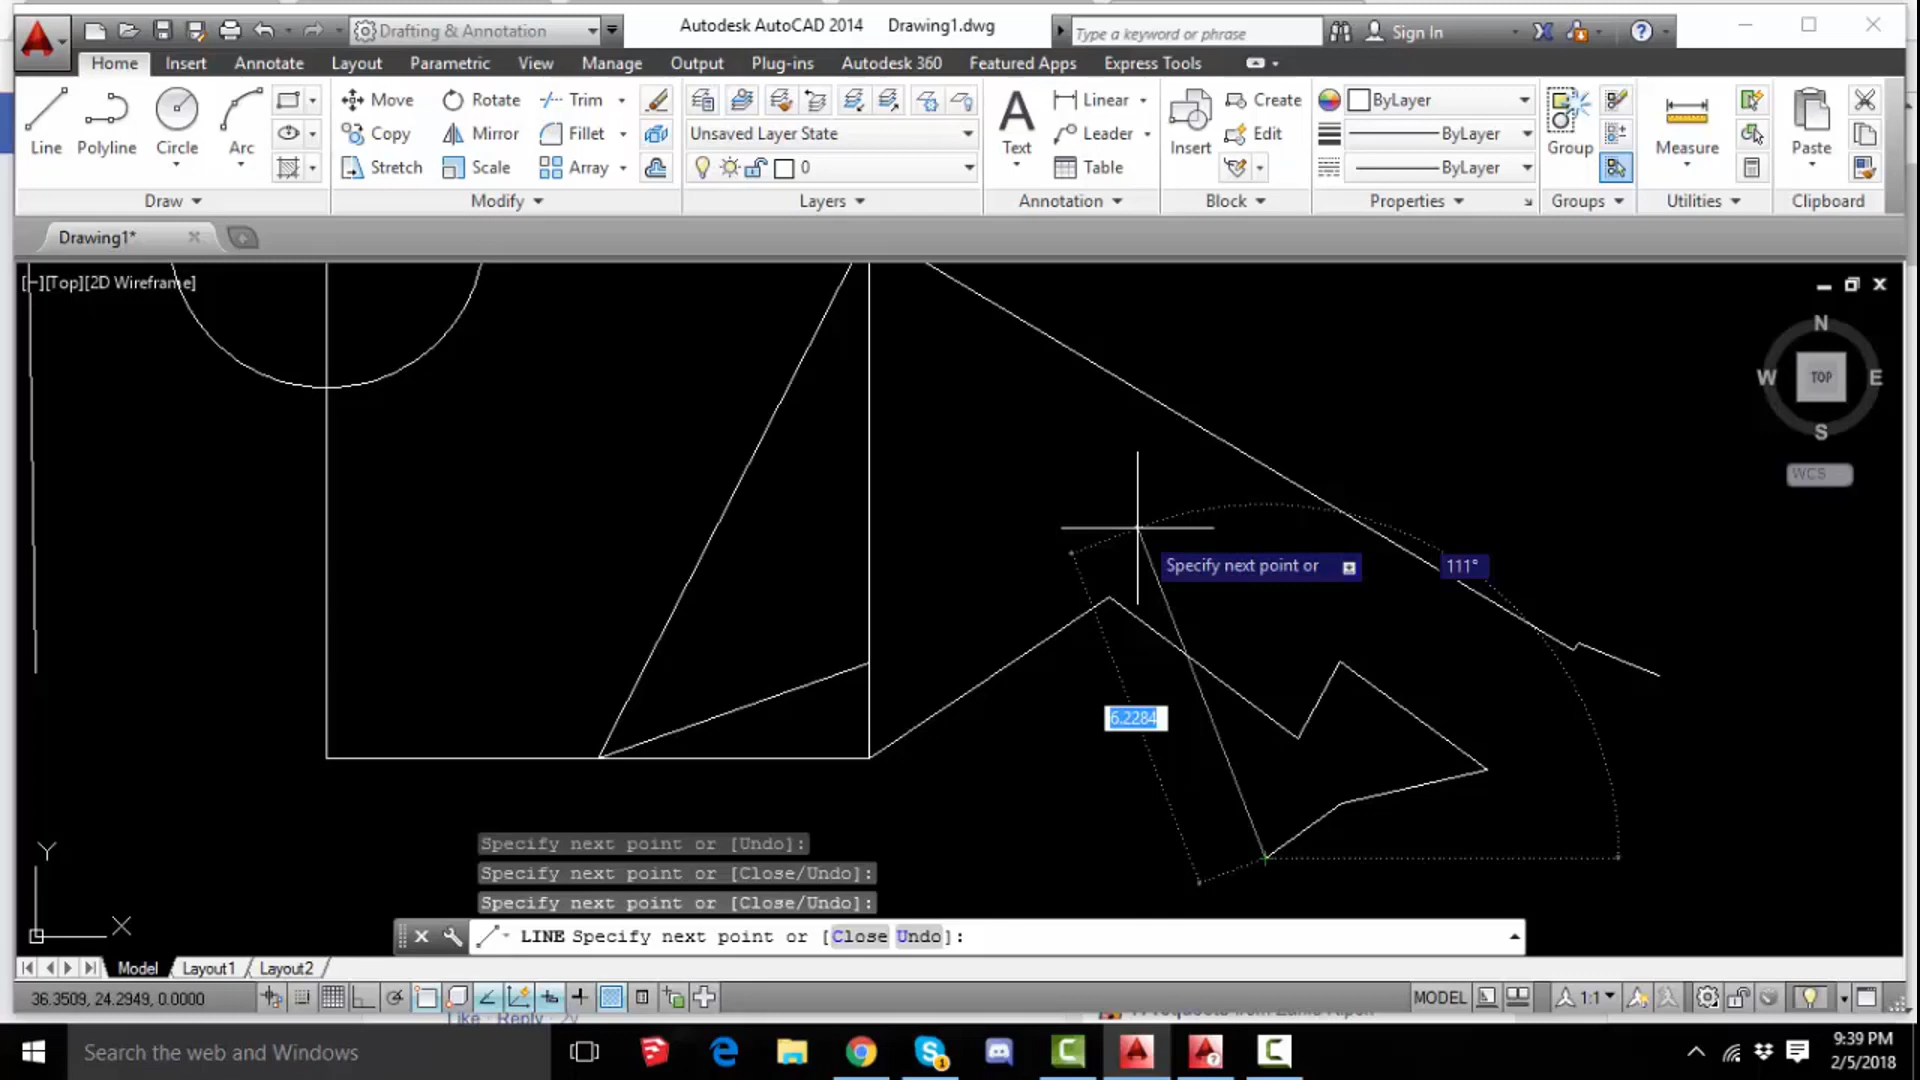 Drafting & Annotation
Autodesk AutoCAD 2014 Drawing1.dwg
Type a keyword or phrase
Sign In
Home Insert Annotate Layout Parametric View Manage Output Plug-ins Autodesk 360 Featured Apps Express Tools
Line Polyline Circle Arc
Move Rotate Trim
Copy Mirror Fillet
Stretch Scale Array
Unsaved Layer State
0
Text
Linear
Leader
Table
Insert
Create
Edit
ByLayer
ByLayer
ByLayer
Group
Measure
Paste
Draw Modify Layers Annotation Block Properties Groups Utilities Clipboard
Drawing1*
[−][Top][2D Wireframe]
N
W TOP E
S
WCS
Specify next point or
111°
6.2284
Y
X
Specify next point or [Undo]:
Specify next point or [Close/Undo]:
Specify next point or [Close/Undo]:
LINE Specify next point or [Close Undo]:
Model Layout1 Layout2
36.3509, 24.2949, 0.0000
MODEL
1:1
Like · Reply · 2y
Search the web and Windows
1
9:39 PM
2/5/2018